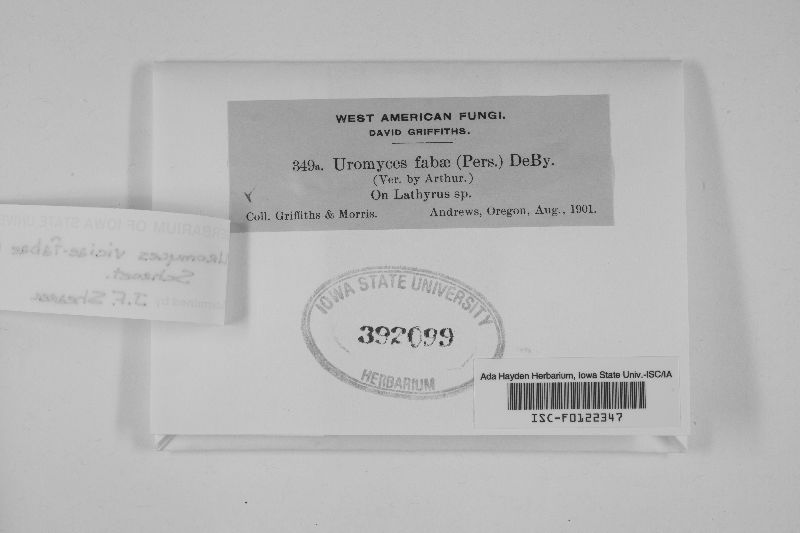 WEST AMERICAN FUNGI.
DAVID GRIFFITHS.
349a. Uromyces fabæ (Pers.) DeBy.
(Ver. by Arthur.)
On Lathyrus sp.
Coll. Griffiths & Morris. Andrews, Oregon, Aug., 1901.
HERBARIUM OF IOWA STATE UNIV
Uromyces viciae-fabae
Schroet.
by J.F. Shearer
IOWA STATE UNIVERSITY
392099
HERBARIUM
Ada Hayden Herbarium, Iowa State Univ.-ISC/IA
ISC-F0122347